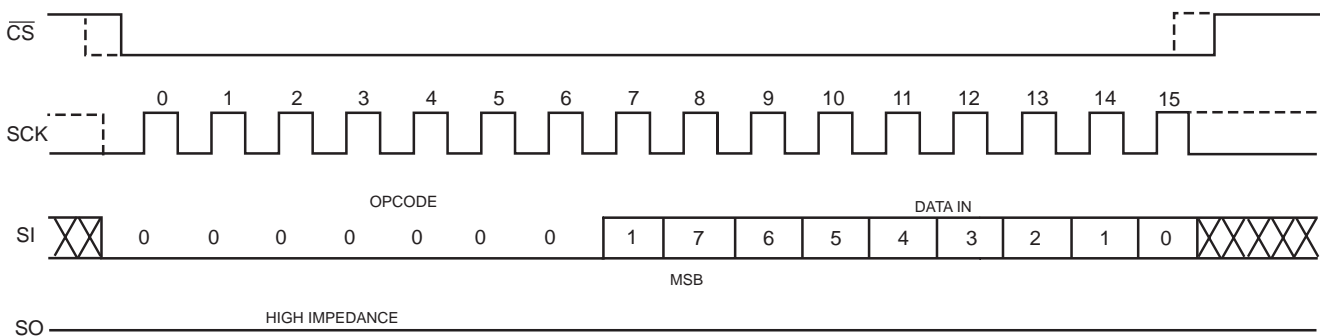 CS
0 1 2 3 4 5 6 7 8 9 10 11 12 13 14 15
SCK
OPCODE DATA IN
SI 0 0 0 0 0 0 0 1 7 6 5 4 3 2 1 0
MSB
HIGH IMPEDANCE
SO